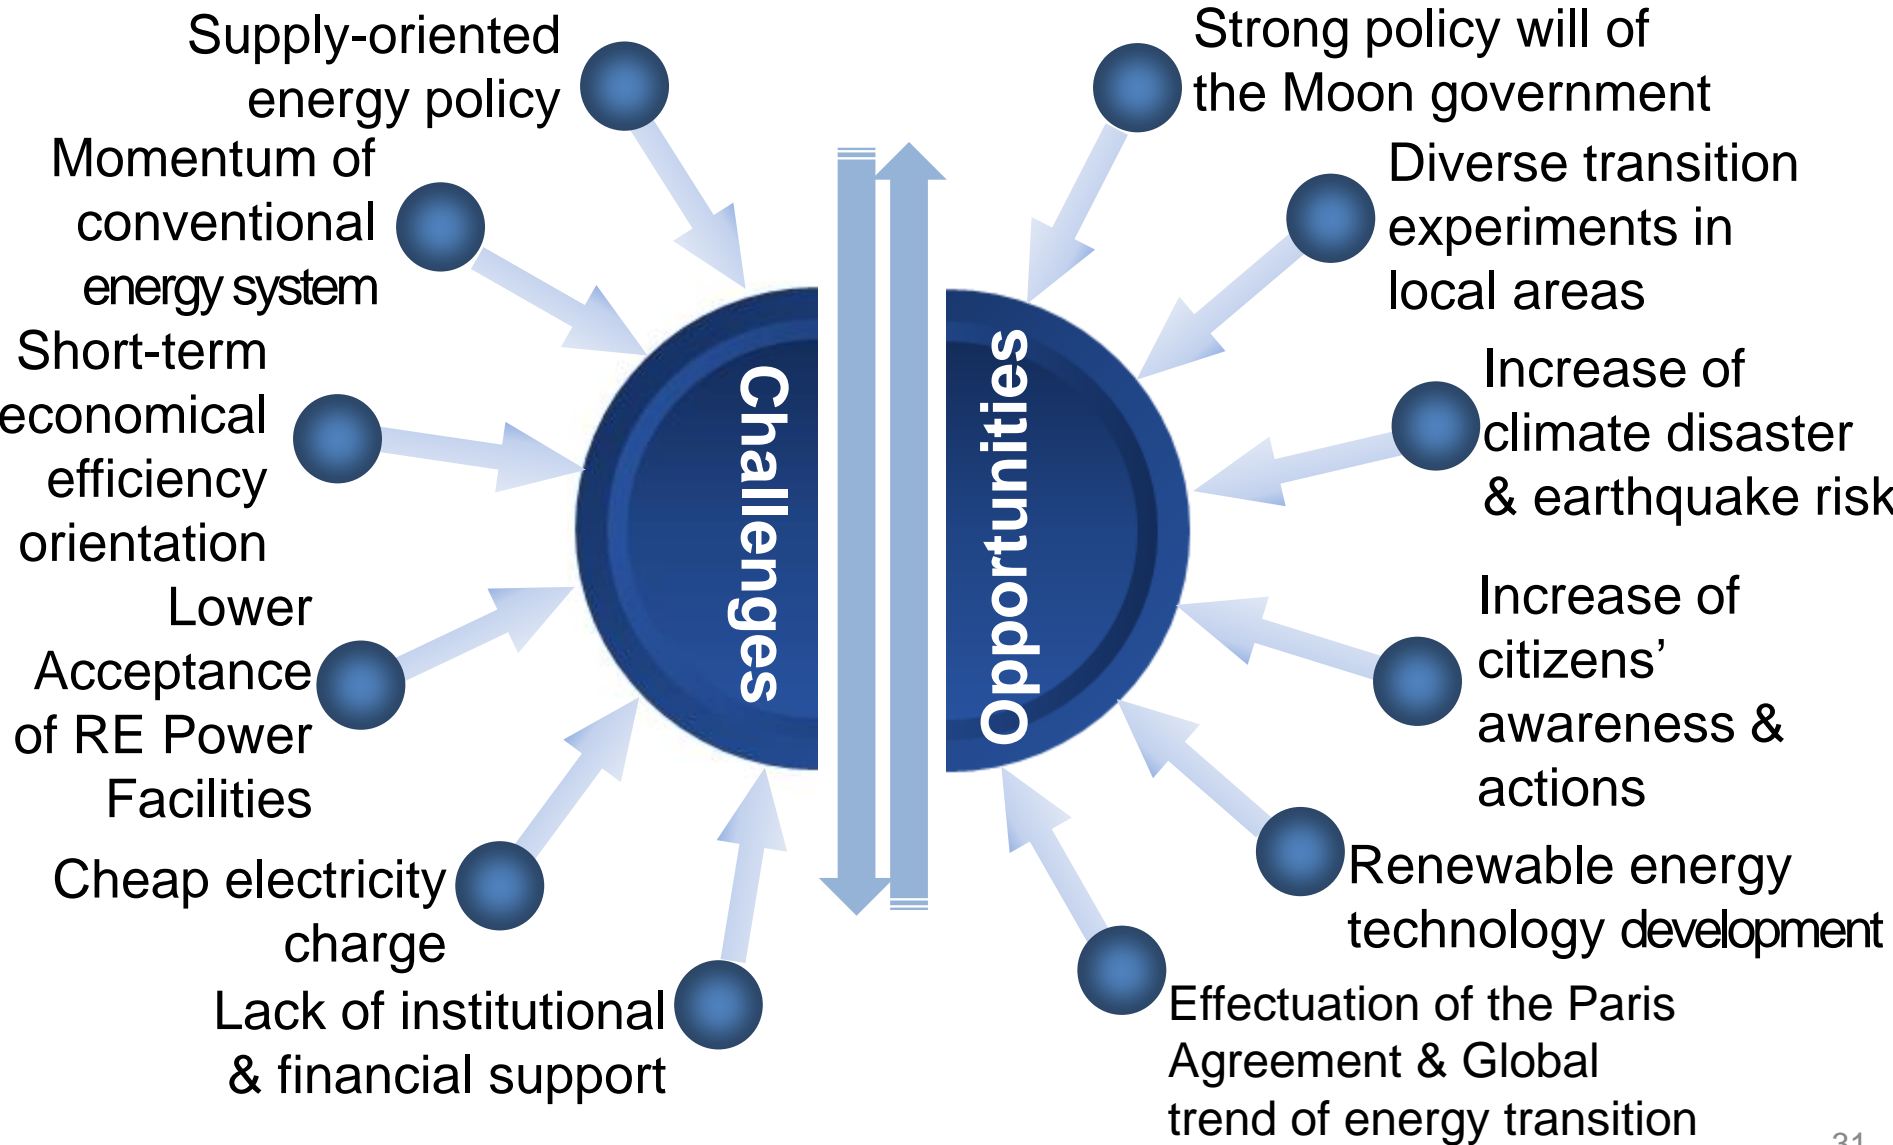 Supply-oriented
energy policy
Momentum of
conventional
energy system
Short-term
economical
efficiency
orientation
Lower
Acceptance
of RE Power
Facilities
Cheap electricity
charge
Lack of institutional
& financial support
Challenges
Opportunities
Strong policy will of
the Moon government
Diverse transition
experiments in
local areas
Increase of
climate disaster
& earthquake risk
Increase of
citizens’
awareness &
actions
Renewable energy
technology development
Effectuation of the Paris
Agreement & Global
trend of energy transition
31